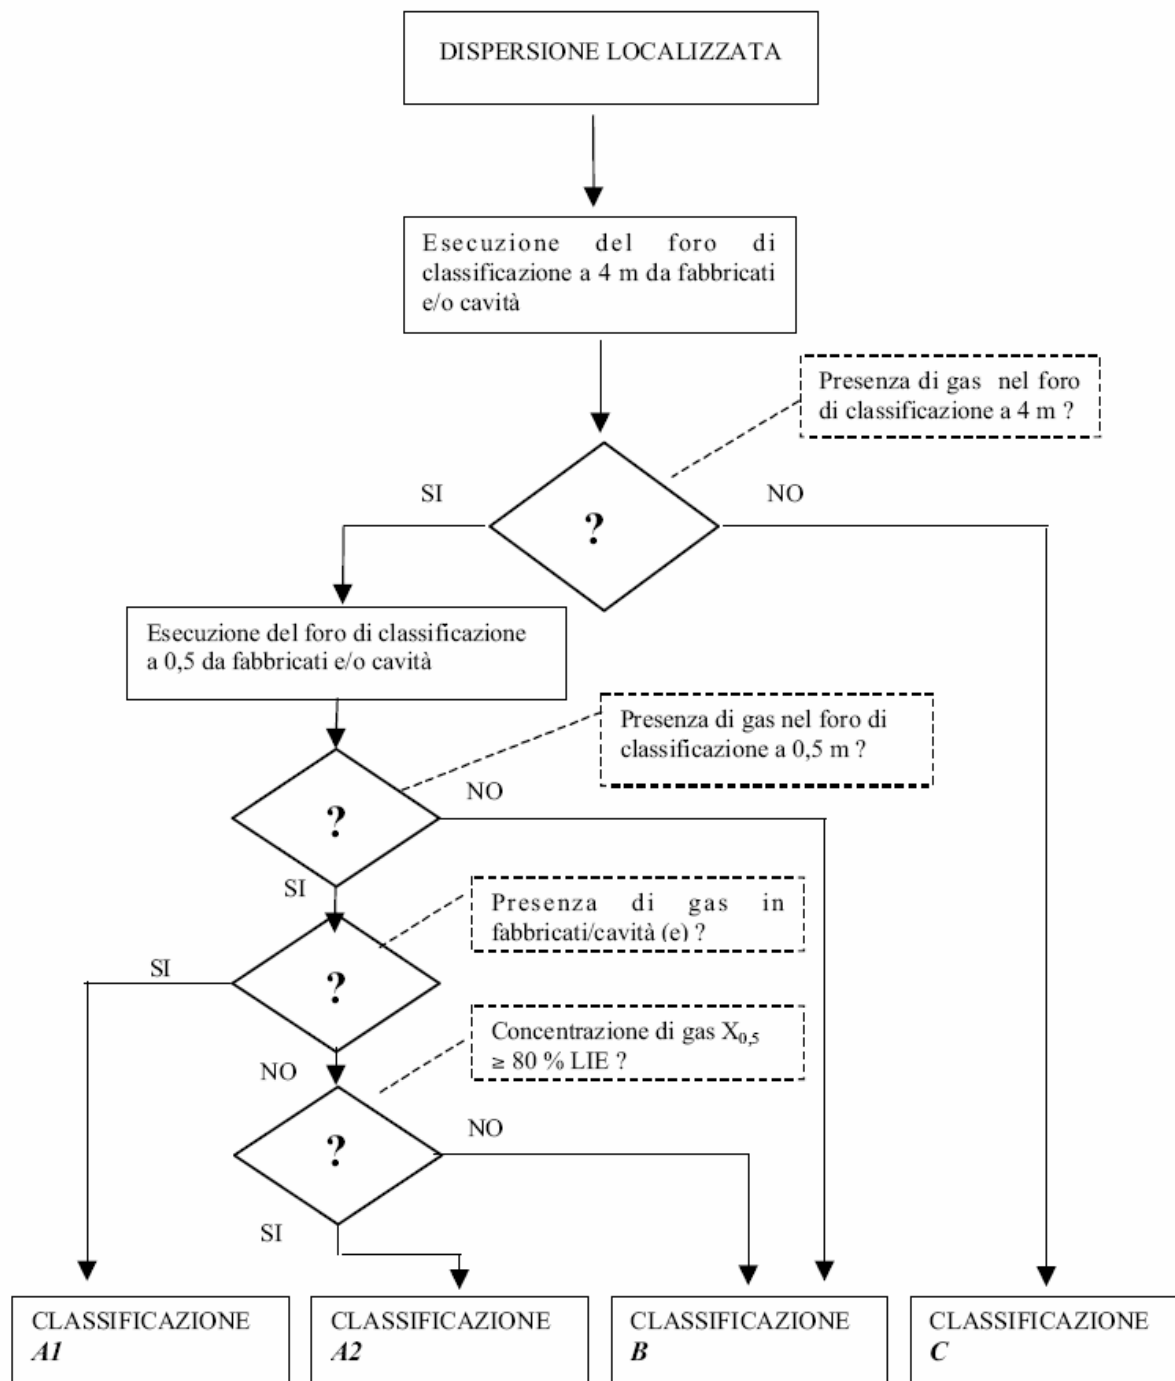 DISPERSIONE LOCALIZZATA
Esecuzione del foro di
classificazione a 4 m da fabbricati
e/o cavità
Presenza di gas nel foro
di classificazione a 4 m ?
SI
NO
?
Esecuzione del foro di classificazione
a 0,5 da fabbricati e/o cavità
Presenza di gas nel foro di
classificazione a 0,5 m ?
NO
?
SI
Presenza di gas in
fabbricati/cavità (e) ?
SI
?
Concentrazione di gas X0,5
≥ 80 % LIE ?
NO
NO
?
SI
CLASSIFICAZIONE
A1
CLASSIFICAZIONE
A2
CLASSIFICAZIONE
B
CLASSIFICAZIONE
C